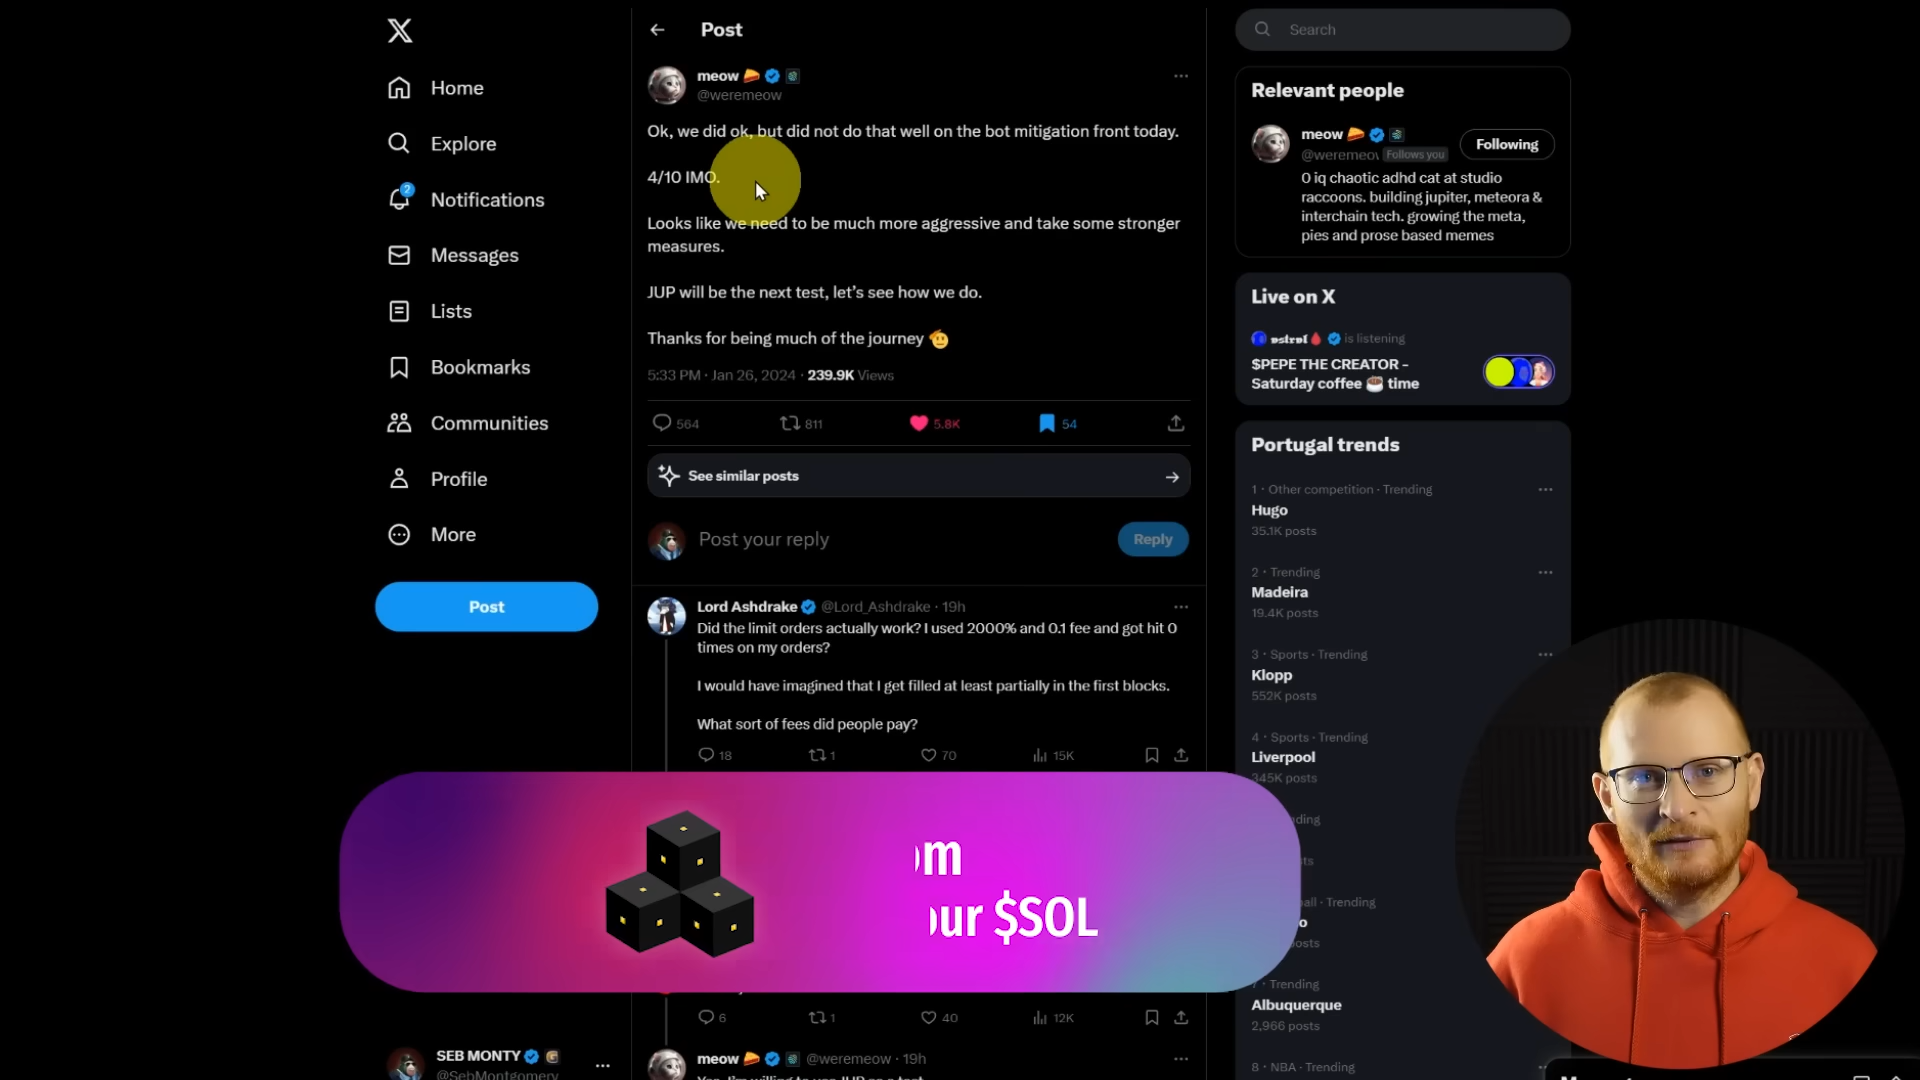 Home
Explore
2
Notifications
Messages
Lists
Bookmarks
Communities
Profile
More
Post
SEB MONTY
@SebMontgomery
Post
meow
@weremeow
Ok, we did ok, but did not do that well on the bot mitigation front today.
4/10 IMO.
Looks like we need to be much more aggressive and take some stronger
measures.
JUP will be the next test, let’s see how we do.
Thanks for being much of the journey
5:33 PM · Jan 26, 2024 · 239.9K Views
564 811 5.8K 54
See similar posts
Post your reply
Reply
Lord Ashdrake @Lord_Ashdrake · 19h
Did the limit orders actually work? I used 2000% and 0.1 fee and got hit 0
times on my orders?
I would have imagined that I get filled at least partially in the first blocks.
What sort of fees did people pay?
18 1 70 15K
om
our $SOL
6 1 40 12K
meow @weremeow · 19h
Search
Relevant people
meow
Following
@weremeow Follows you
0 iq chaotic adhd cat at studio
raccoons. building jupiter, meteora &
interchain tech. growing the meta,
pies and prose based memes
Live on X
is listening
$PEPE THE CREATOR -
Saturday coffee time
Portugal trends
1 · Other competition · Trending
Hugo
35.1K posts
2 · Trending
Madeira
19.4K posts
3 · Sports · Trending
Klopp
552K posts
4 · Sports · Trending
Liverpool
345K posts
Trending
7 · Trending
Albuquerque
2,966 posts
8 · NBA · Trending